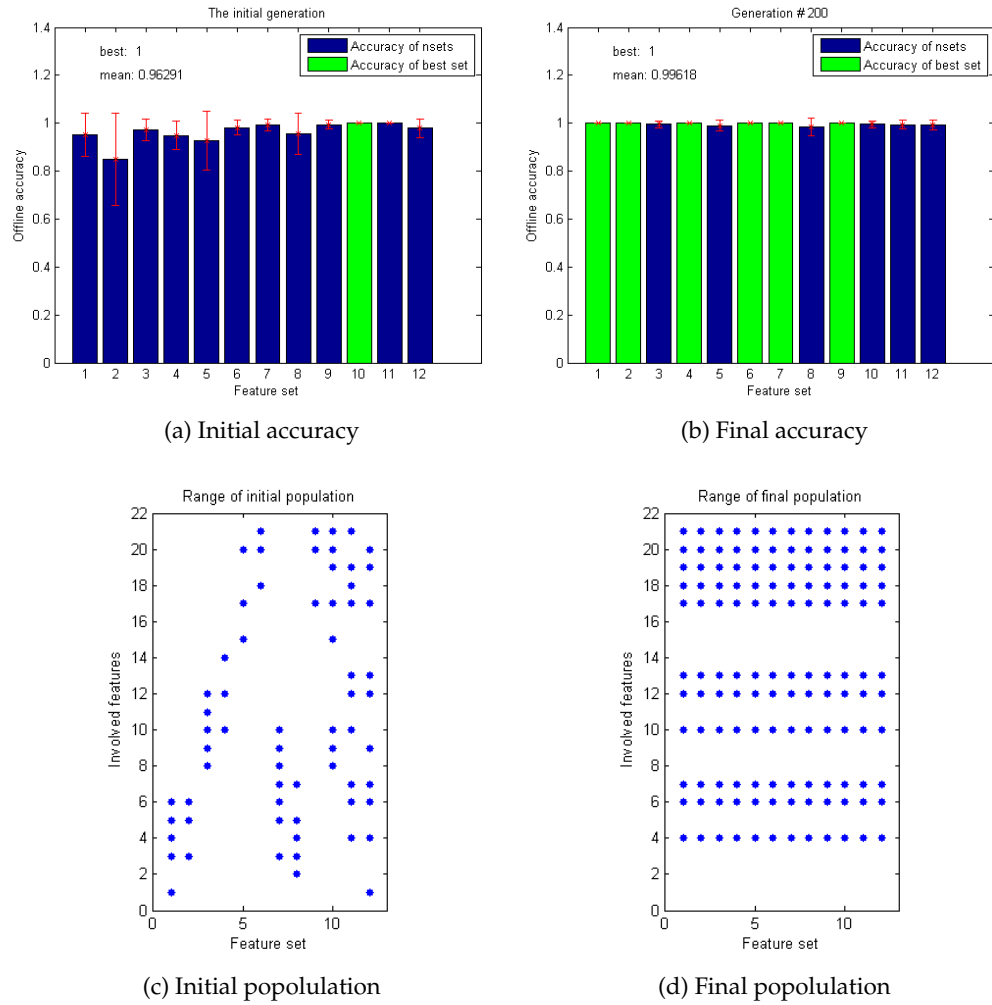 The initial generation
1.4
1.2
1
0.8
0.6
0.4
0.2
0
Offline accuracy
best: 1
mean: 0.96291
Accuracy of nsets
Accuracy of best set
1 2 3 4 5 6 7 8 9 10 11 12
Feature set
(a) Initial accuracy
Generation # 200
1.4
1.2
1
0.8
0.6
0.4
0.2
0
Offline accuracy
best: 1
mean: 0.99618
Accuracy of nsets
Accuracy of best set
1 2 3 4 5 6 7 8 9 10 11 12
Feature set
(b) Final accuracy
Range of initial population
22
20
18
16
14
12
10
8
6
4
2
0
Involved features
0 5 10
Feature set
(c) Initial popolulation
Range of final population
22
20
18
16
14
12
10
8
6
4
2
0
Involved features
0 5 10
Feature set
(d) Final popolulation